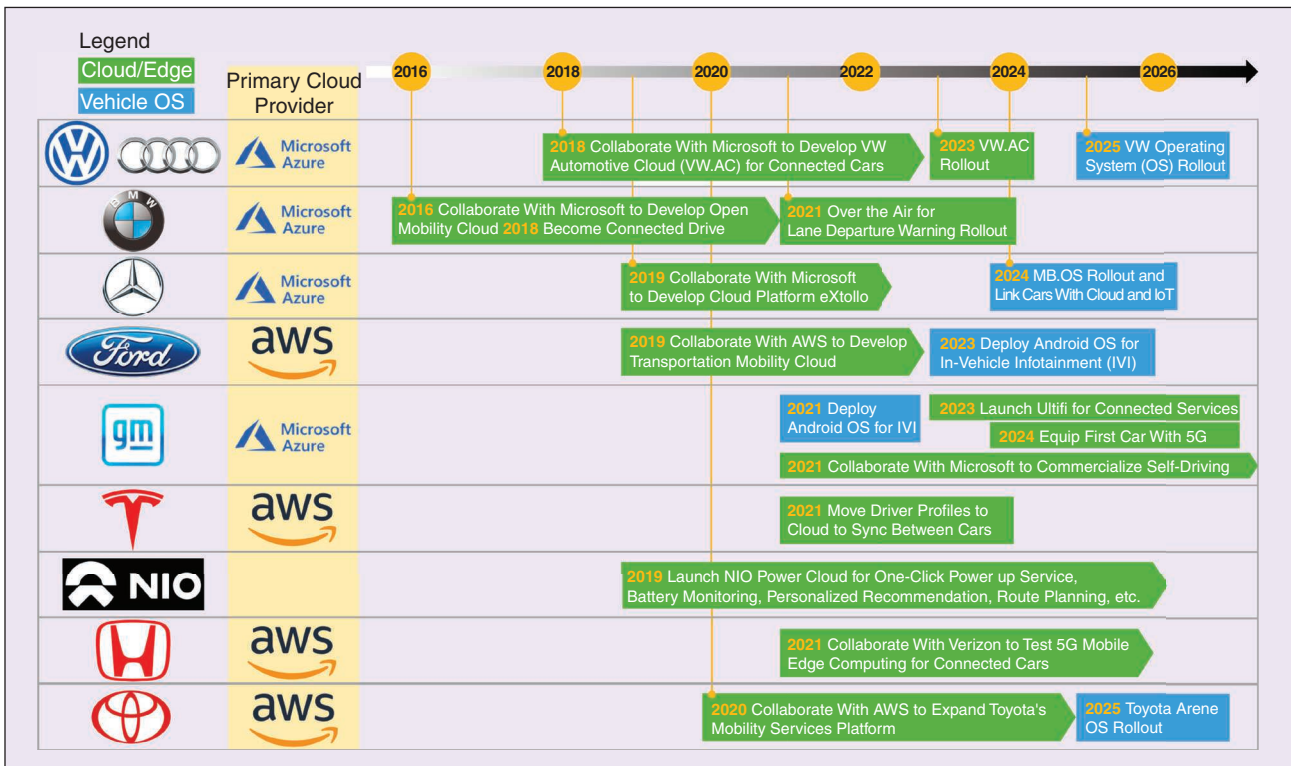 Legend
Cloud/Edge
Vehicle OS
Primary Cloud
Provider
2016
2018
2020
2022
2024
2026
Microsoft
Azure
2018 Collaborate With Microsoft to Develop VW
Automotive Cloud (VW.AC) for Connected Cars
2023 VW.AC
Rollout
2025 VW Operating
System (OS) Rollout
BMW
Microsoft
Azure
2016 Collaborate With Microsoft to Develop Open
Mobility Cloud 2018 Become Connected Drive
2021 Over the Air for
Lane Departure Warning Rollout
Microsoft
Azure
2019 Collaborate With Microsoft
to Develop Cloud Platform eXtollo
2024 MB.OS Rollout and
Link Cars With Cloud and IoT
Ford
aws
2019 Collaborate With AWS to Develop
Transportation Mobility Cloud
2023 Deploy Android OS for
In-Vehicle Infotainment (IVI)
gm
Microsoft
Azure
2021 Deploy
Android OS for IVI
2023 Launch Ultifi for Connected Services
2024 Equip First Car With 5G
2021 Collaborate With Microsoft to Commercialize Self-Driving
aws
2021 Move Driver Profiles to
Cloud to Sync Between Cars
NIO
2019 Launch NIO Power Cloud for One-Click Power up Service,
Battery Monitoring, Personalized Recommendation, Route Planning, etc.
aws
2021 Collaborate With Verizon to Test 5G Mobile
Edge Computing for Connected Cars
aws
2020 Collaborate With AWS to Expand Toyota's
Mobility Services Platform
2025 Toyota Arene
OS Rollout